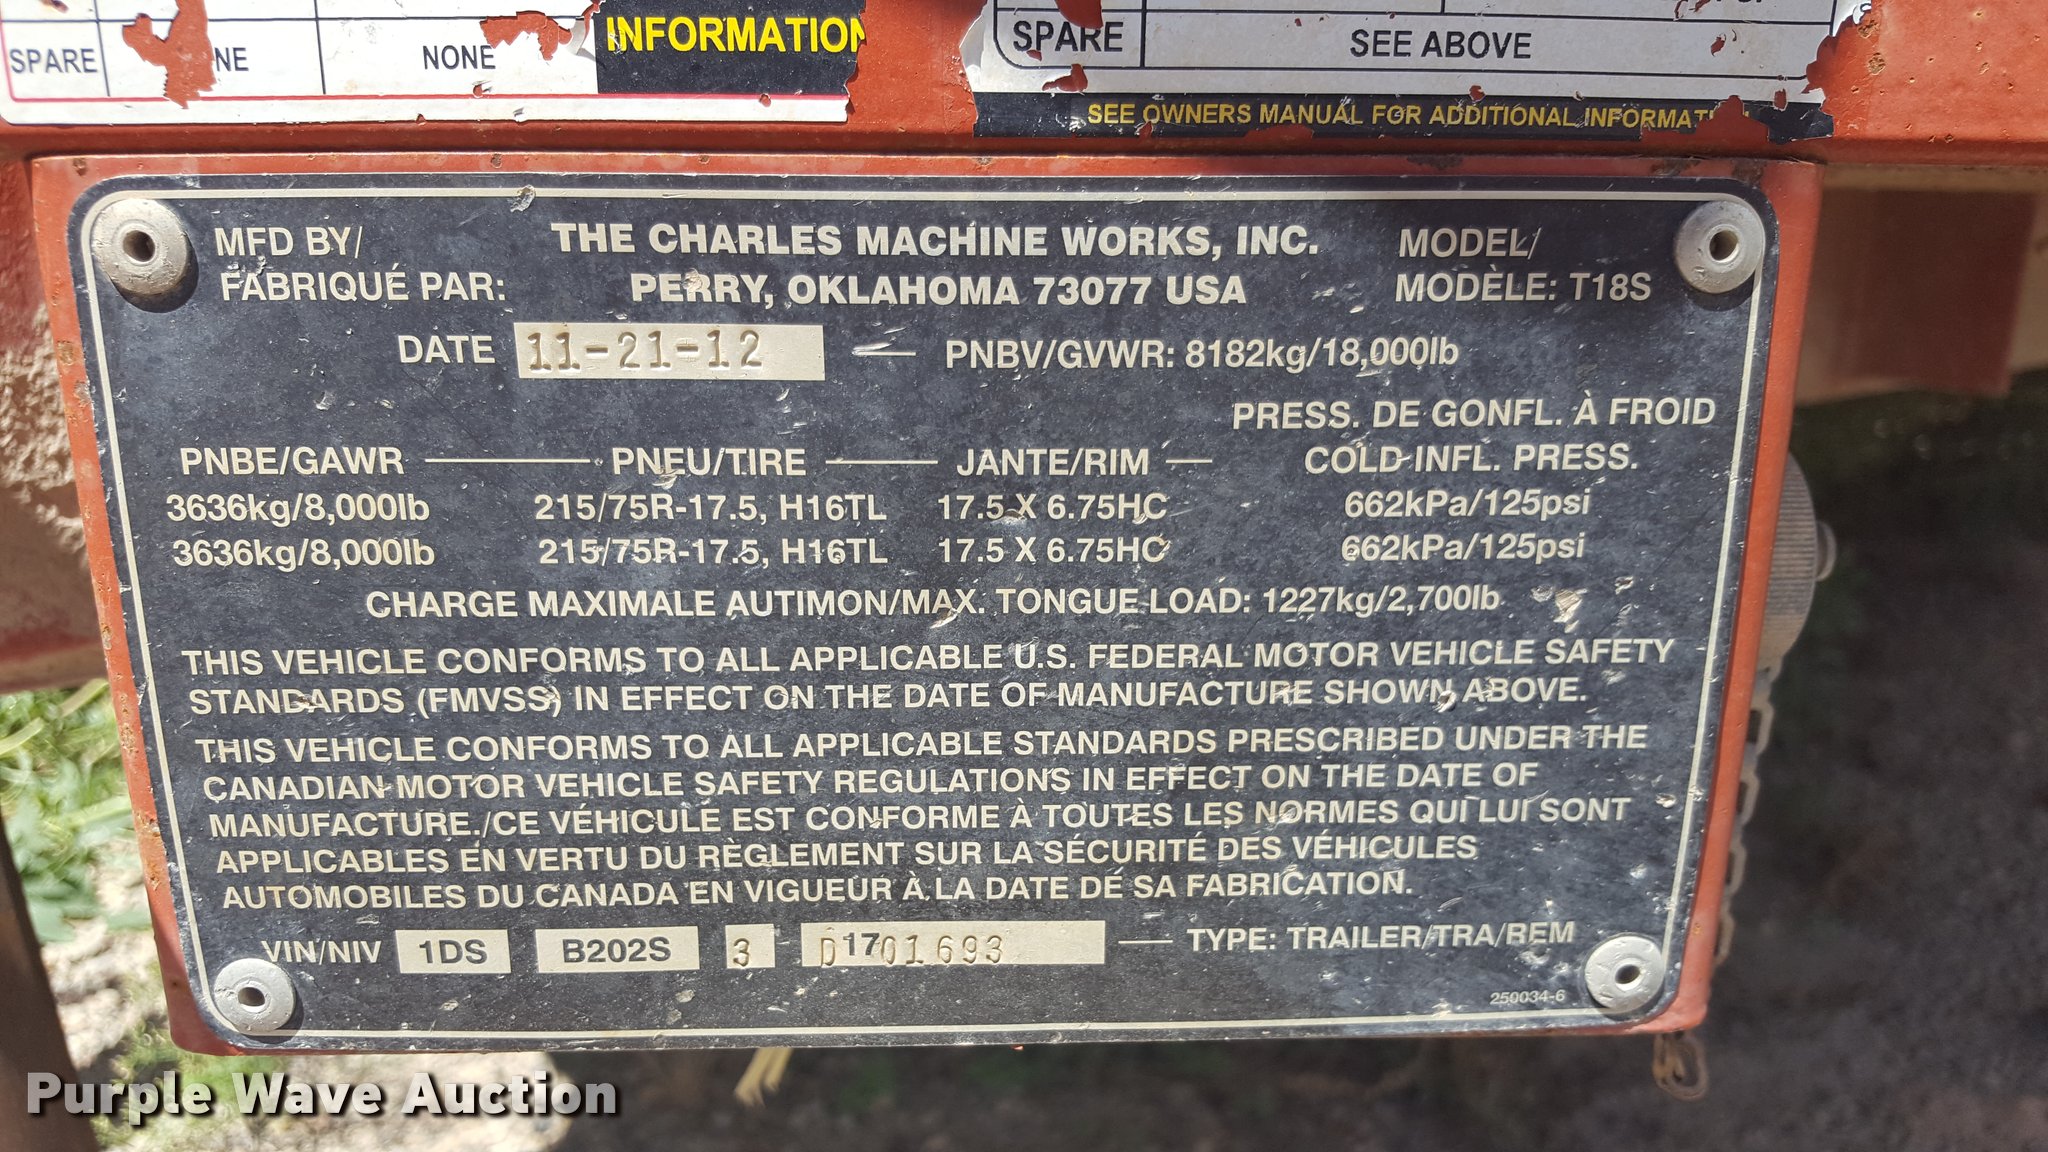 SPARE NONE INFORMATION
SPARE SEE ABOVE
SEE OWNERS MANUAL FOR ADDITIONAL
MFD BY/ THE CHARLES MACHINE WORKS, INC. MODEL/
FABRIQUÉ PAR: PERRY, OKLAHOMA 73077 USA MODÈLE: T18S
DATE 11-21-12 — PNBV/GVWR: 8182kg/18,000lb
PRESS. DE GONFL. À FROID
PNBE/GAWR — PNEU/TIRE — JANTE/RIM — COLD INFL. PRESS.
3636kg/8,000lb 215/75R-17.5, H16TL 17.5 X 6.75HC 662kPa/125psi
3636kg/8,000lb 215/75R-17.5, H16TL 17.5 X 6.75HC 662kPa/125psi
CHARGE MAXIMALE AUTIMON/MAX. TONGUE LOAD: 1227kg/2,700lb
THIS VEHICLE CONFORMS TO ALL APPLICABLE U.S. FEDERAL MOTOR VEHICLE SAFETY
STANDARDS (FMVSS) IN EFFECT ON THE DATE OF MANUFACTURE SHOWN ABOVE.
THIS VEHICLE CONFORMS TO ALL APPLICABLE STANDARDS PRESCRIBED UNDER THE
CANADIAN MOTOR VEHICLE SAFETY REGULATIONS IN EFFECT ON THE DATE OF
MANUFACTURE./CE VÉHICULE EST CONFORME À TOUTES LES NORMES QUI LUI SONT
APPLICABLES EN VERTU DU RÈGLEMENT SUR LA SÉCURITÉ DES VÉHICULES
AUTOMOBILES DU CANADA EN VIGUEUR À LA DATE DE SA FABRICATION.
VIN/NIV 1DS B202S 3 D1701693 — TYPE: TRAILER/TRA/REM
250034-6
Purple Wave Auction